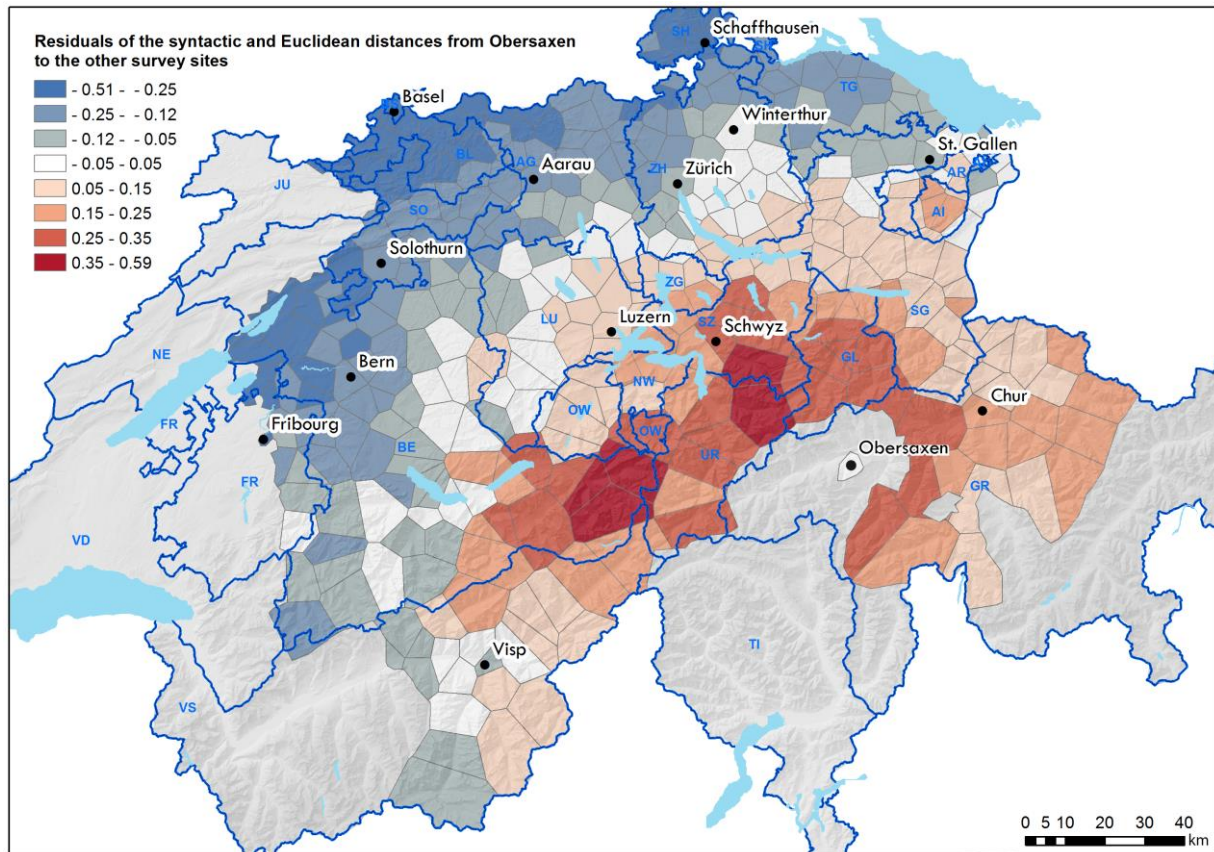 Residuals of the syntactic and Euclidean distances from Obersaxen
to the other survey sites
- 0.51 - - 0.25
- 0.25 - - 0.12
- 0.12 - -0.05
- 0.05 - 0.05
0.05 - 0.15
0.15 - 0.25
0.25 - 0.35
0.35 - 0.59
SH
Schaffhausen
SH
Basel
TG
Winterthur
BL
AG
Aarau
ZH
Zürich
St. Gallen
AR
JU
SO
AI
Solothurn
ZG
LU
Luzern
SZ
Schwyz
SG
NE
Bern
GL
NW
OW
Chur
FR
Fribourg
OW
BE
UR
Obersaxen
FR
GR
VD
TI
Visp
VS
0 5 10 20 30 40
km